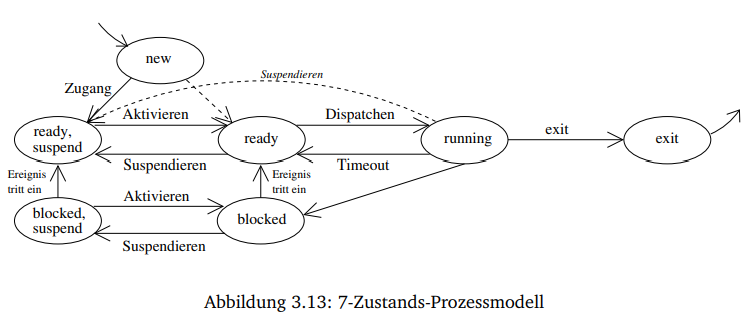 Suspendieren
new
Zugang
Aktivieren
Dispatchen
ready,
suspend
ready
running
exit
exit
Suspendieren
Timeout
Ereignis
tritt ein
Ereignis
tritt ein
Aktivieren
blocked,
suspend
blocked
Suspendieren
Abbildung 3.13: 7-Zustands-Prozessmodell